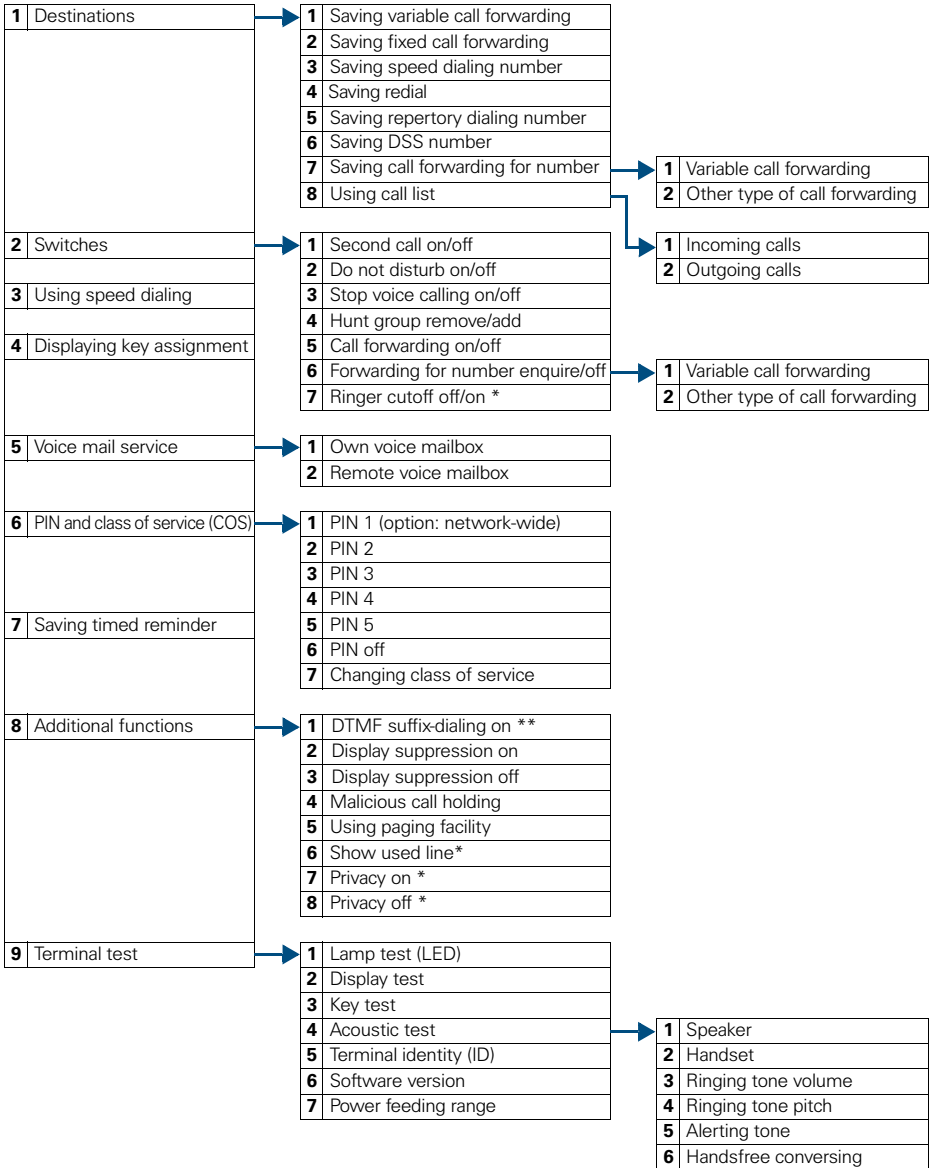 1 Destinations
1 Saving variable call forwarding
2 Saving fixed call forwarding
3 Saving speed dialing number
4 Saving redial
5 Saving repertory dialing number
6 Saving DSS number
7 Saving call forwarding for number
1 Variable call forwarding
2 Other type of call forwarding
8 Using call list
1 Incoming calls
2 Outgoing calls
2 Switches
1 Second call on/off
2 Do not disturb on/off
3 Stop voice calling on/off
4 Hunt group remove/add
5 Call forwarding on/off
6 Forwarding for number enquire/off
1 Variable call forwarding
2 Other type of call forwarding
7 Ringer cutoff off/on *
3 Using speed dialing
4 Displaying key assignment
5 Voice mail service
1 Own voice mailbox
2 Remote voice mailbox
6 PIN and class of service (COS)
1 PIN 1 (option: network-wide)
2 PIN 2
3 PIN 3
4 PIN 4
5 PIN 5
6 PIN off
7 Changing class of service
7 Saving timed reminder
8 Additional functions
1 DTMF suffix-dialing on **
2 Display suppression on
3 Display suppression off
4 Malicious call holding
5 Using paging facility
6 Show used line*
7 Privacy on *
8 Privacy off *
9 Terminal test
1 Lamp test (LED)
2 Display test
3 Key test
4 Acoustic test
1 Speaker
2 Handset
3 Ringing tone volume
4 Ringing tone pitch
5 Alerting tone
6 Handsfree conversing
5 Terminal identity (ID)
6 Software version
7 Power feeding range